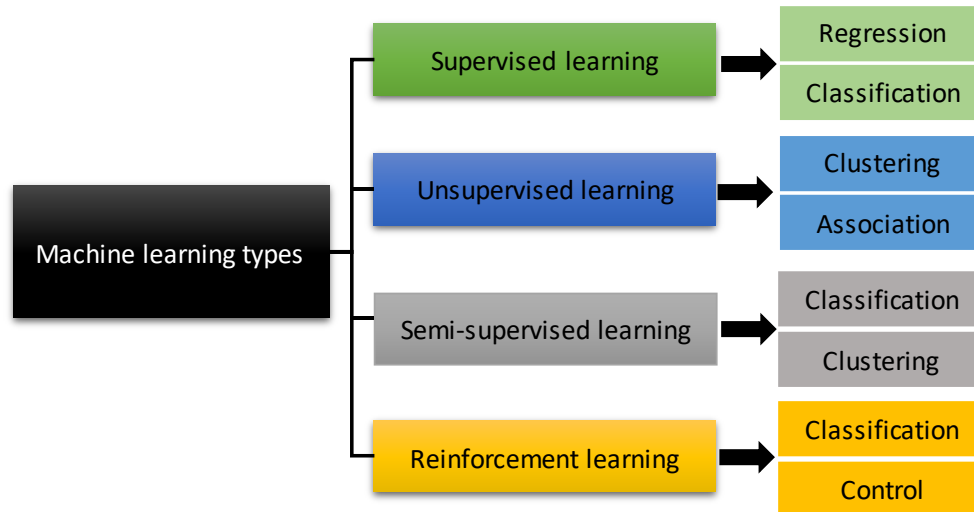 Machine learning types
Supervised learning
Regression
Classification
Unsupervised learning
Clustering
Association
Semi-supervised learning
Classification
Clustering
Reinforcement learning
Classification
Control